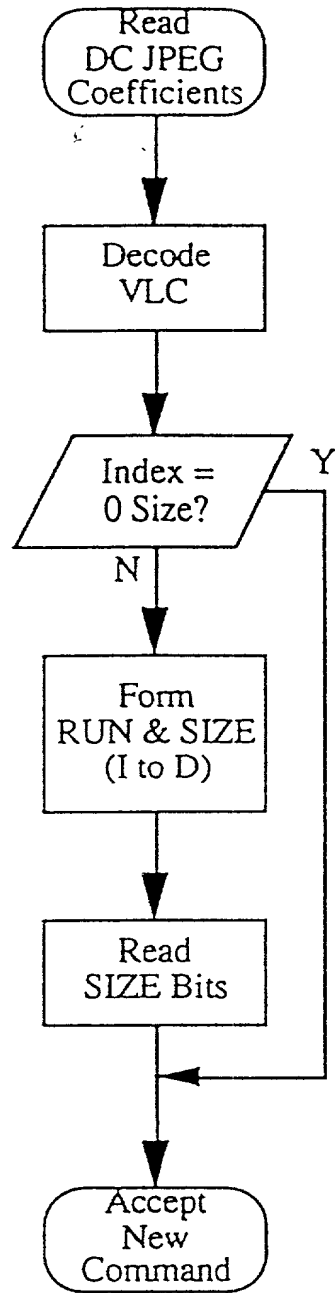 Read
DC JPEG
Coefficients
Decode
VLC
Index =
0 Size?
Y
N
Form
RUN & SIZE
(I to D)
Read
SIZE Bits
Accept
New
Command